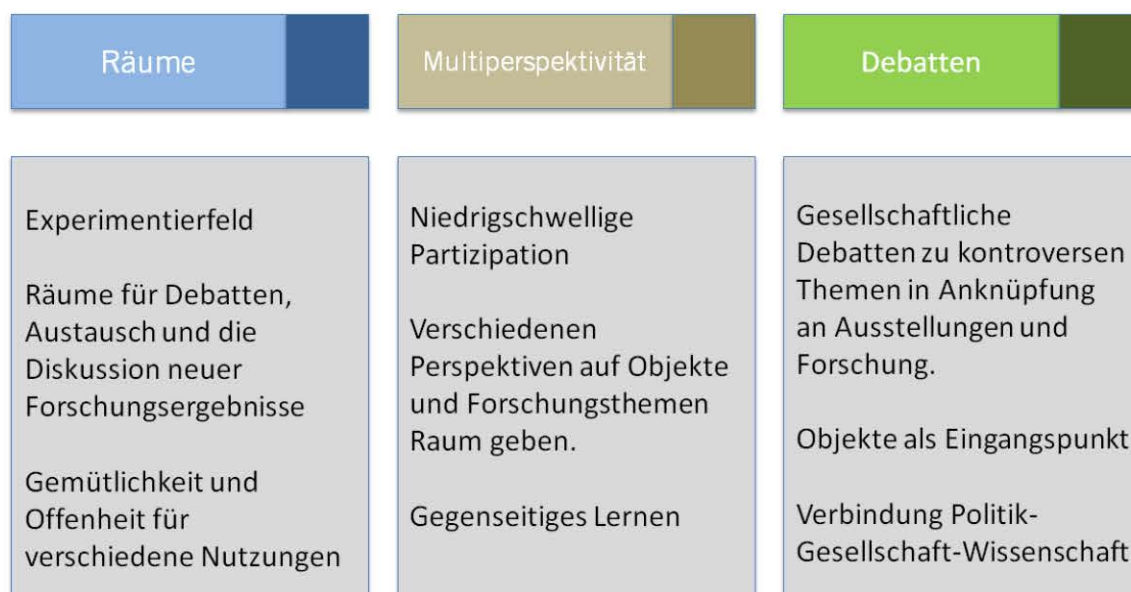 Räume
Multiperspektivität
Debatten
Experimentierfeld
Räume für Debatten,
Austausch und die
Diskussion neuer
Forschungsergebnisse
Gemütlichkeit und
Offenheit für
verschiedene Nutzungen
Niedrigschwellige
Partizipation
Verschiedenen
Perspektiven auf Objekte
und Forschungsthemen
Raum geben.
Gegenseitiges Lernen
Gesellschaftliche
Debatten zu kontroversen
Themen in Anknüpfung
an Ausstellungen und
Forschung.
Objekte als Eingangspunkt
Verbindung Politik-
Gesellschaft-Wissenschaft